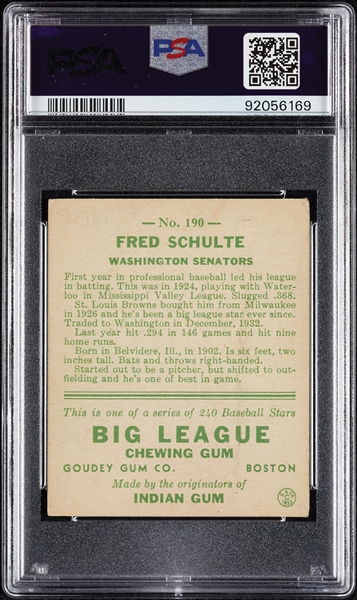 PSA
PSA
92056169
— No. 190 —
FRED SCHULTE
WASHINGTON SENATORS
First year in professional baseball led his league
in batting. This was in 1924, playing with Water-
loo in Mississippi Valley League. Slugged .368.
St. Louis Browns bought him from Milwaukee
in 1926 and he's been a big league star ever since.
Traded to Washington in December, 1932.
Last year hit .294 in 146 games and hit nine
home runs.
Born in Belvidere, Ill., in 1902. Is six feet, two
inches tall. Bats and throws right-handed.
Started out to be a pitcher, but shifted to out-
fielding and he's one of best in game.
This is one of a series of 240 Baseball Stars
BIG LEAGUE
CHEWING GUM
GOUDEY GUM CO. BOSTON
Made by the originators of
INDIAN GUM